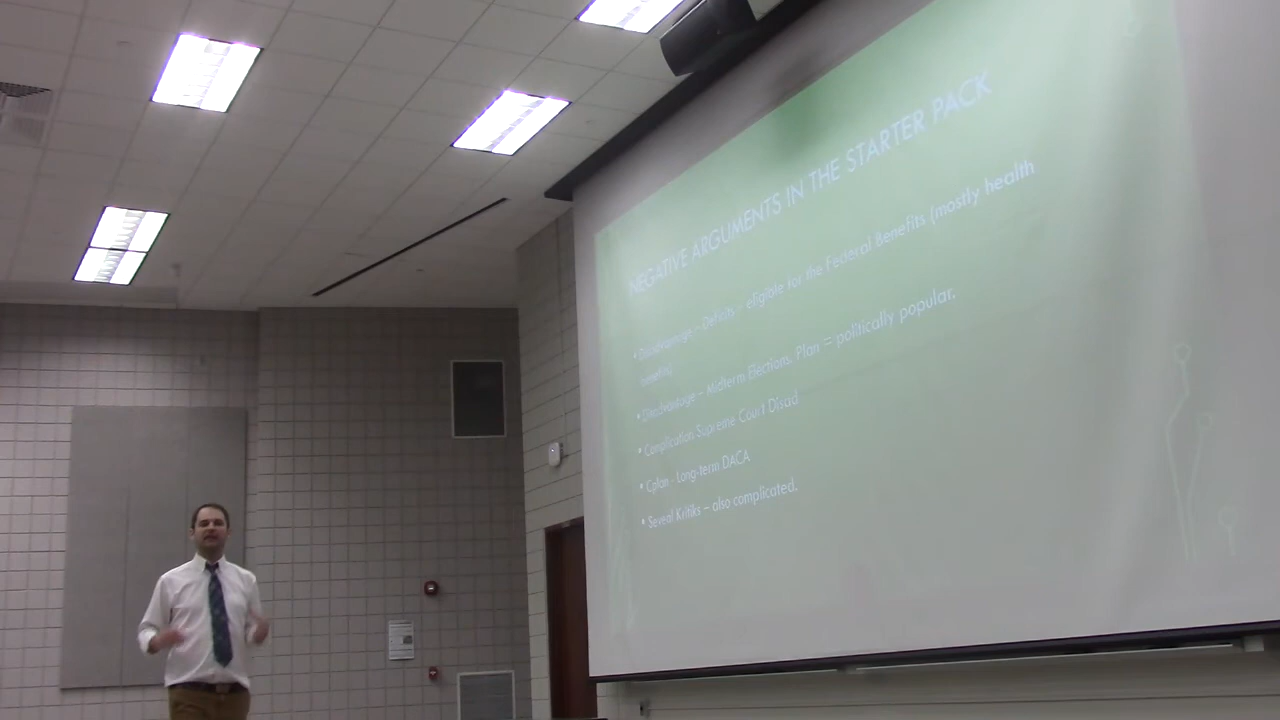 NEGATIVE ARGUMENTS IN THE STARTER PACK
• Disadvantage – Deficits – eligible for the Federal Benefits (mostly health
benefits)
• Disadvantage – Midterm Elections. Plan = politically popular.
• Complication Supreme Court Disad
• Cplan - Long-term DACA
• Several Kritiks – also complicated.